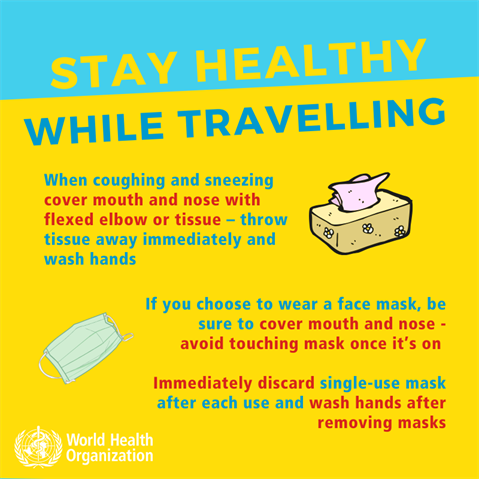 STAY HEALTHY
WHILE TRAVELLING
When coughing and sneezing
cover mouth and nose with
flexed elbow or tissue – throw
tissue away immediately and
wash hands
If you choose to wear a face mask, be
sure to cover mouth and nose -
avoid touching mask once it's on
Immediately discard single-use mask
after each use and wash hands after
removing masks
World Health
Organization